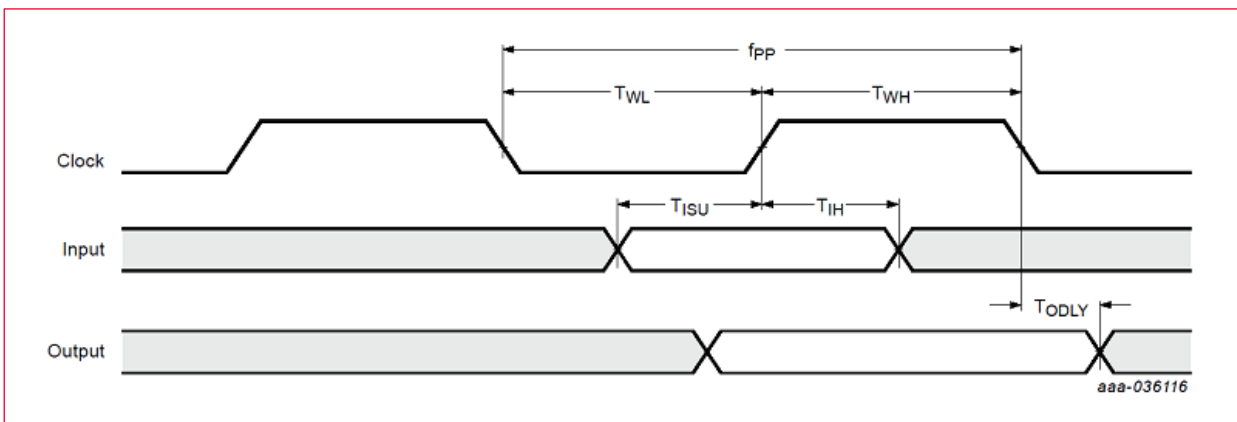 fPP
TWL
TWH
Clock
TISU
TIH
Input
TODLY
Output
aaa-036116